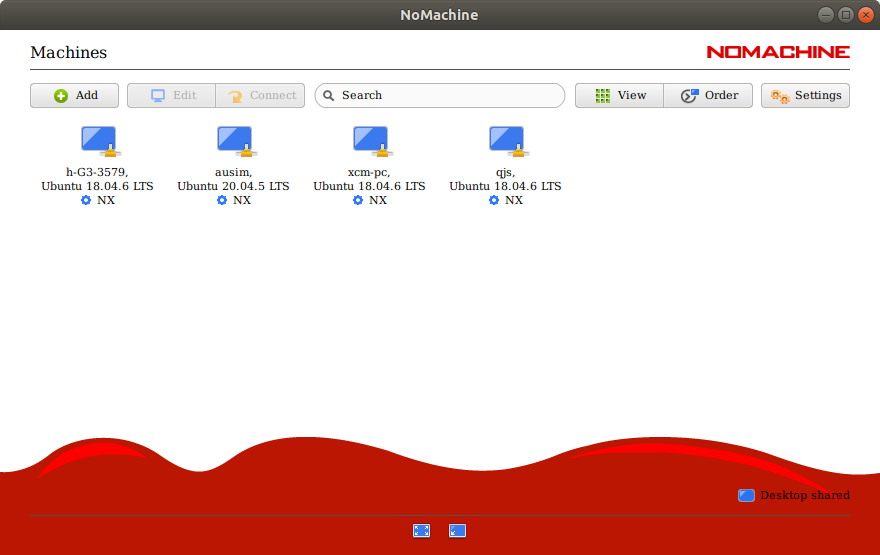 NoMachine
Machines
NOMACHINE
Add
Edit
Connect
Search
View
Order
Settings
h-G3-3579,
Ubuntu 18.04.6 LTS
NX
ausim,
Ubuntu 20.04.5 LTS
NX
xcm-pc,
Ubuntu 18.04.6 LTS
NX
qjs,
Ubuntu 18.04.6 LTS
NX
Desktop shared